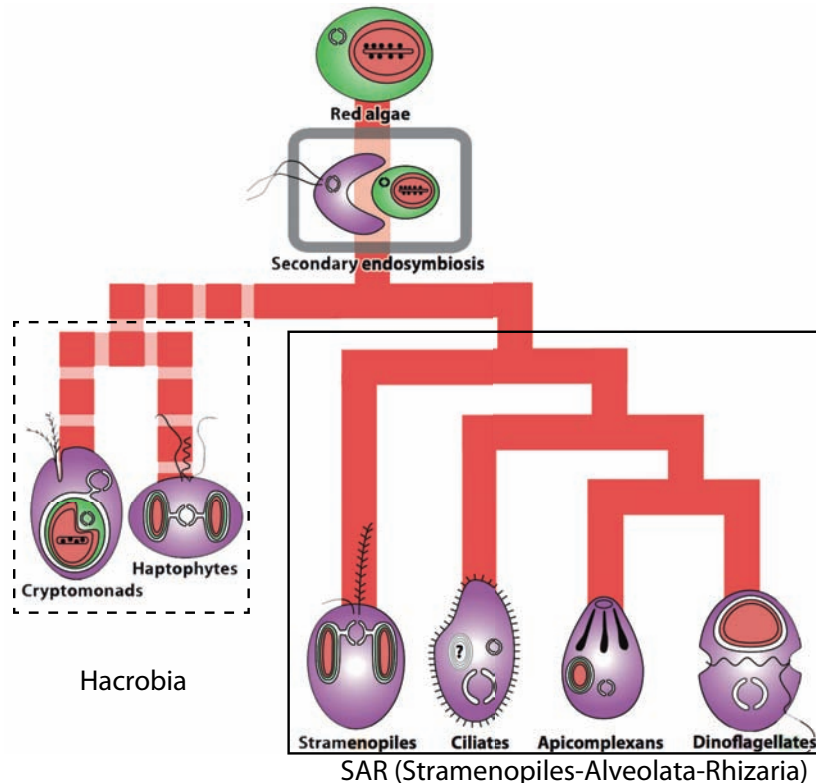 Red algae
Secondary endosymbiosis
Cryptomonads
Haptophytes
Hacrobia
?
Stramenopiles
Ciliates
Apicomplexans
Dinoflagellates
SAR (Stramenopiles-Alveolata-Rhizaria)